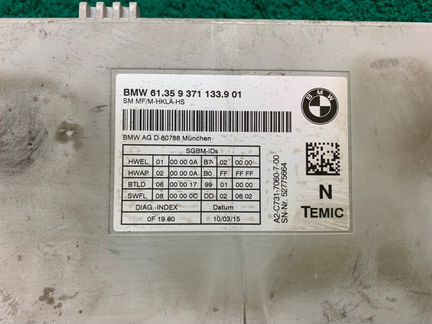 BMW 61.35 9 371 133.9 01
SM MF/M-HKLA-HS
BMW AG D-80788 München
SGBM-IDs
HWEL 01 00 00 0A B7 02 00 00
HWAP 02 00 00 0A B0 FF FF FF
BTLD 06 00 00 17 99 01 00 00
SWFL 08 00 00 0C DD 02 06 02
DIAG.-INDEX Datum
0F 19 60 10/03/15
BMW
A2-C731-7060-7-00
SN-Nr. 52775664
N
TEMIC